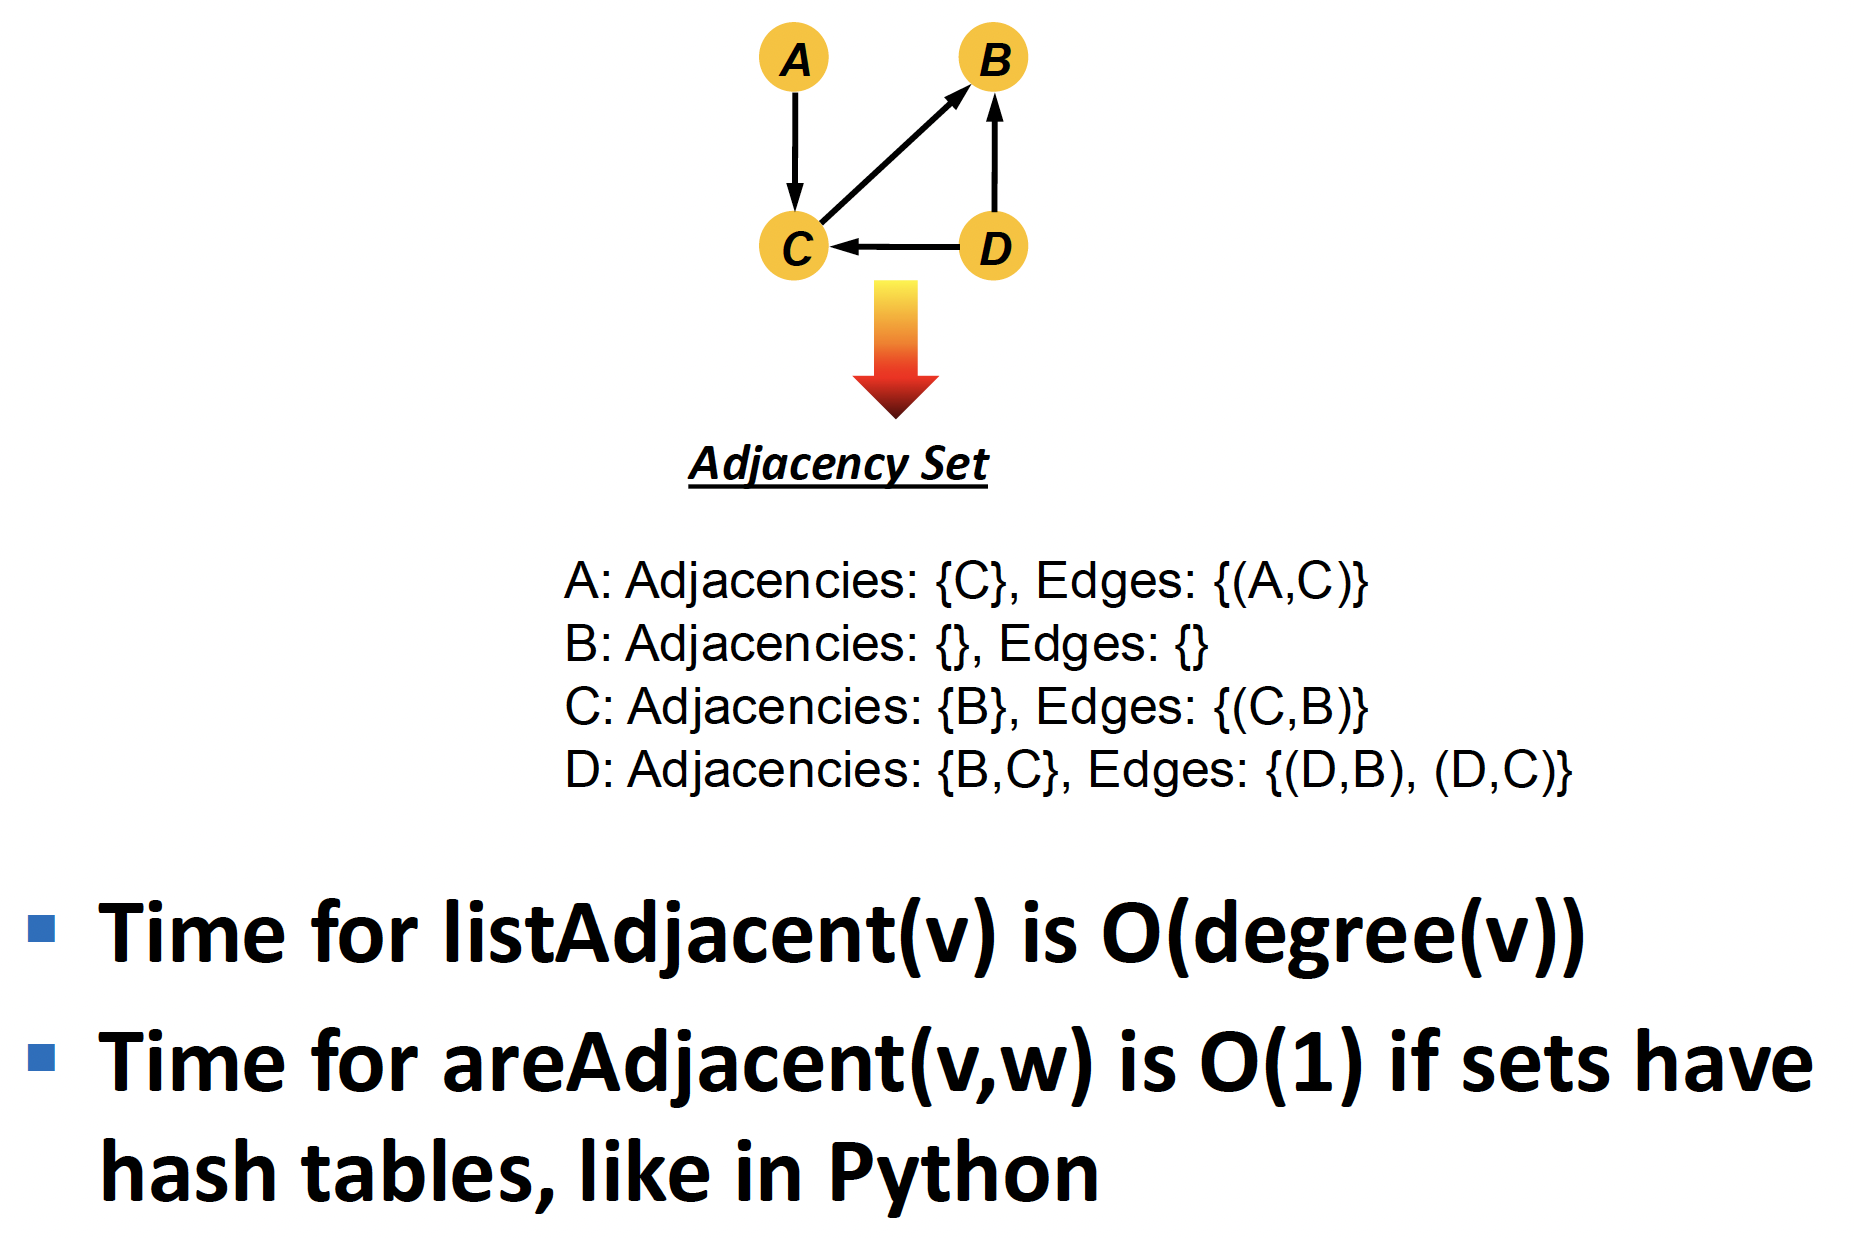 A B
C D
Adjacency Set
A: Adjacencies: {C}, Edges: {(A,C)}
B: Adjacencies: {}, Edges: {}
C: Adjacencies: {B}, Edges: {(C,B)}
D: Adjacencies: {B,C}, Edges: {(D,B), (D,C)}
Time for listAdjacent(v) is O(degree(v))
Time for areAdjacent(v,w) is O(1) if sets have
hash tables, like in Python